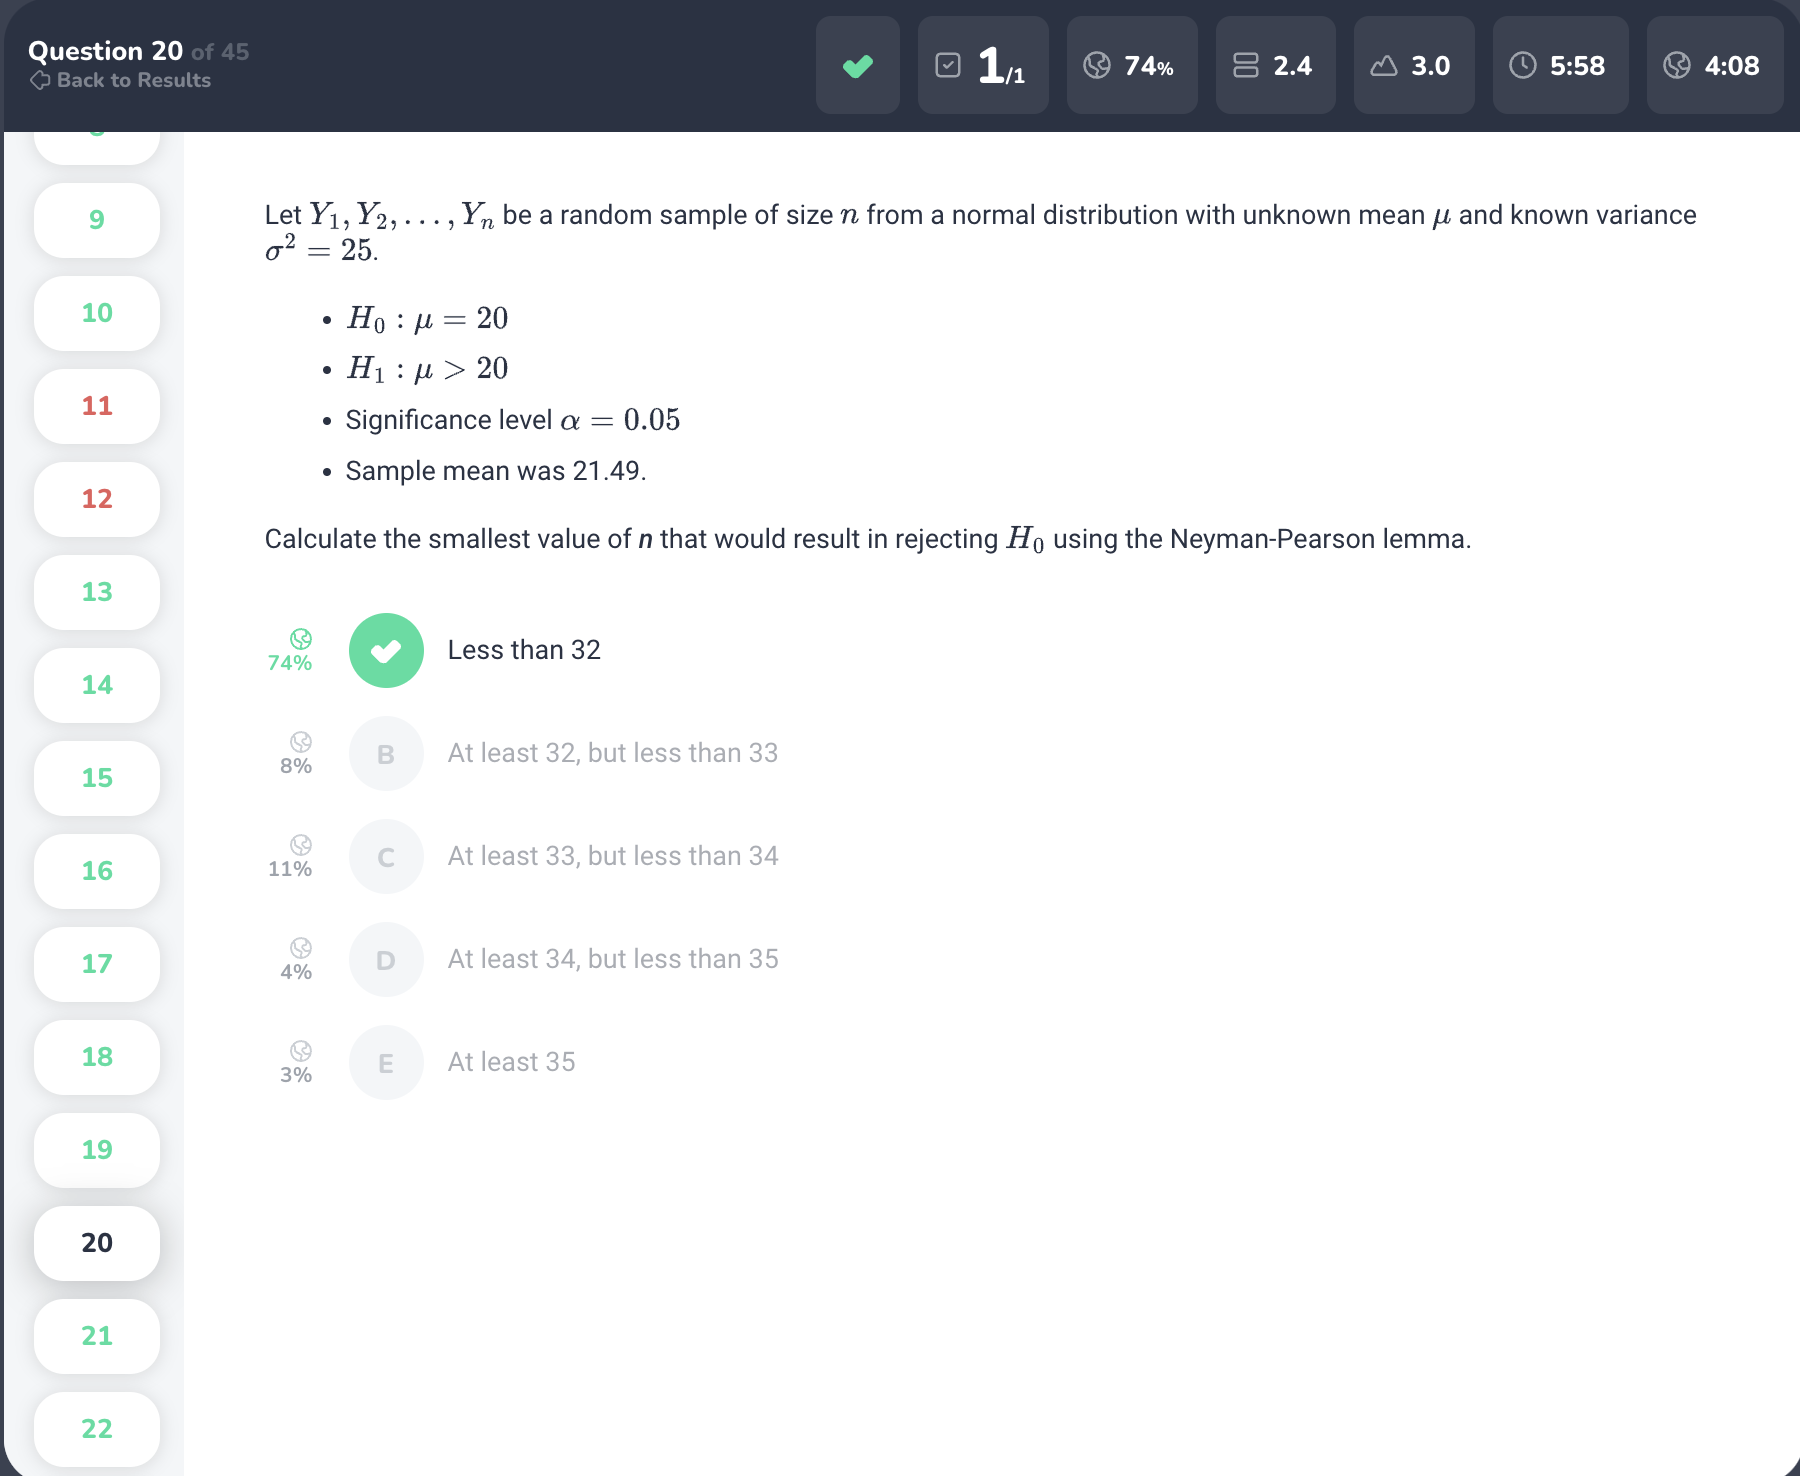 Question 20 of 45
Back to Results
1/1
74%
2.4
3.0
5:58
4:08
9
10
11
12
13
14
15
16
17
18
19
20
21
22
Let Y₁, Y₂, . . . , Yₙ be a random sample of size n from a normal distribution with unknown mean μ and known variance
σ² = 25.
• H₀ : μ = 20
• H₁ : μ > 20
• Significance level α = 0.05
• Sample mean was 21.49.
Calculate the smallest value of n that would result in rejecting H₀ using the Neyman-Pearson lemma.
74%
Less than 32
8%
B
At least 32, but less than 33
11%
C
At least 33, but less than 34
4%
D
At least 34, but less than 35
3%
E
At least 35